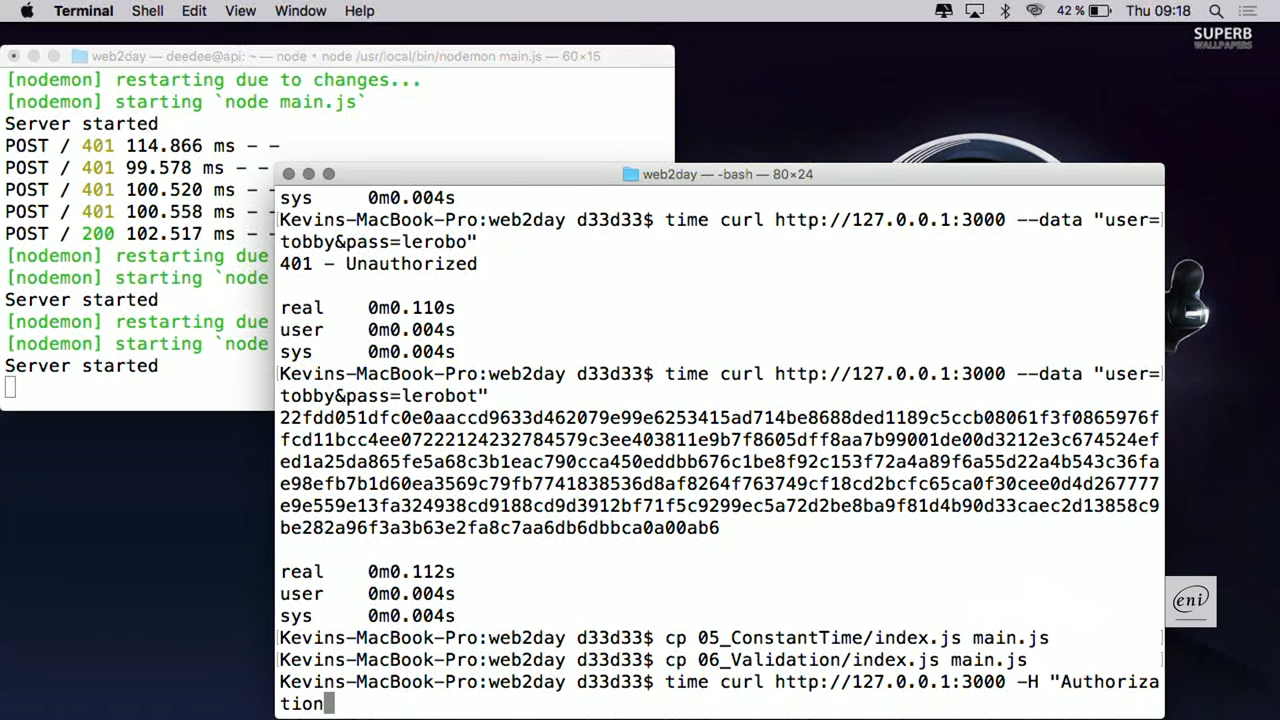 Terminal Shell Edit View Window Help 42 % Thu 09:18
SUPERB
WALLPAPERS
web2day — deedee@api: ~ — node • node /usr/local/bin/nodemon main.js — 60×15
[nodemon] restarting due to changes...
[nodemon] starting `node main.js`
Server started
POST / 401 114.866 ms - -
POST / 401 99.578 ms - -
POST / 401 100.520 ms - -
POST / 401 100.558 ms - -
POST / 200 102.517 ms - -
[nodemon] restarting due
[nodemon] starting `node
Server started
[nodemon] restarting due
[nodemon] starting `node
Server started
web2day — -bash — 80×24
sys 0m0.004s
Kevins-MacBook-Pro:web2day d33d33$ time curl http://127.0.0.1:3000 --data "user=
tobby&pass=lerobo"
401 - Unauthorized
real 0m0.110s
user 0m0.004s
sys 0m0.004s
Kevins-MacBook-Pro:web2day d33d33$ time curl http://127.0.0.1:3000 --data "user=
tobby&pass=lerobot"
22fdd051dfc0e0aaccd9633d462079e99e6253415ad714be8688ded1189c5ccb08061f3f0865976f
fcd11bcc4ee07222124232784579c3ee403811e9b7f8605dff8aa7b99001de00d3212e3c674524ef
ed1a25da865fe5a68c3b1eac790cca450eddbb676c1be8f92c153f72a4a89f6a55d22a4b543c36fa
e98efb7b1d60ea3569c79fb7741838536d8af8264f763749cf18cd2bcfc65ca0f30cee0d4d267777
e9e559e13fa324938cd9188cd9d3912bf71f5c9299ec5a72d2be8ba9f81d4b90d33caec2d13858c9
be282a96f3a3b63e2fa8c7aa6db6dbbca0a00ab6
real 0m0.112s
user 0m0.004s
sys 0m0.004s
Kevins-MacBook-Pro:web2day d33d33$ cp 05_ConstantTime/index.js main.js
Kevins-MacBook-Pro:web2day d33d33$ cp 06_Validation/index.js main.js
Kevins-MacBook-Pro:web2day d33d33$ time curl http://127.0.0.1:3000 -H "Authoriza
tion
eni